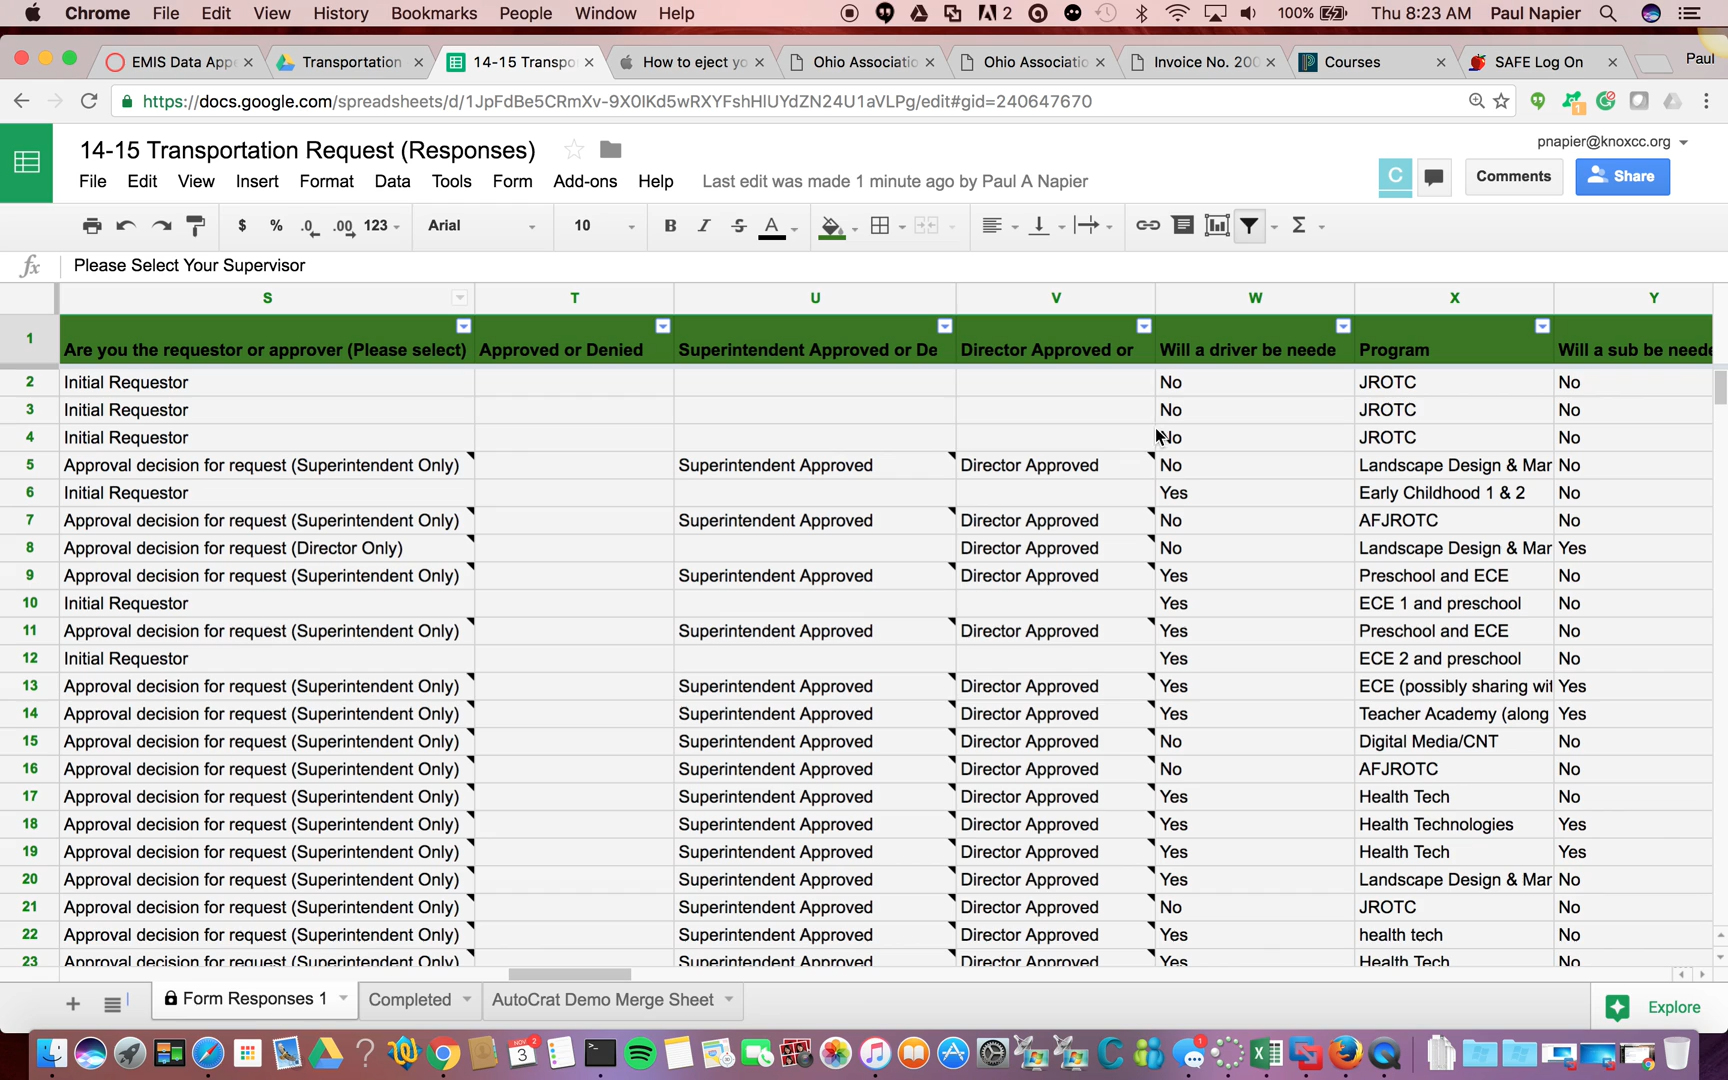 Chrome File Edit View History Bookmarks People Window Help 2 100% Thu 8:23 AM Paul Napier
EMIS Data App Transportation 14-15 Transpo How to eject yo Ohio Associatio Ohio Associatio Invoice No. 200 Courses SAFE Log On Paul
https://docs.google.com/spreadsheets/d/1JpFdBe5CRmXv-9X0IKd5wRXYFshHIUYdZN24U1aVLPg/edit#gid=240647670 1
14-15 Transportation Request (Responses) pnapier@knoxcc.org
File Edit View Insert Format Data Tools Form Add-ons Help Last edit was made 1 minute ago by Paul A Napier C Comments Share
$ % .0 .00 123 Arial 10 B I S A Σ
fx Please Select Your Supervisor
S T U V W X Y
1 Are you the requestor or approver (Please select) Approved or Denied Superintendent Approved or De Director Approved or Will a driver be neede Program Will a sub be neede
2 Initial Requestor No JROTC No
3 Initial Requestor No JROTC No
4 Initial Requestor No JROTC No
5 Approval decision for request (Superintendent Only) Superintendent Approved Director Approved No Landscape Design & Mar No
6 Initial Requestor Yes Early Childhood 1 & 2 No
7 Approval decision for request (Superintendent Only) Superintendent Approved Director Approved No AFJROTC No
8 Approval decision for request (Director Only) Director Approved No Landscape Design & Mar Yes
9 Approval decision for request (Superintendent Only) Superintendent Approved Director Approved Yes Preschool and ECE No
10 Initial Requestor Yes ECE 1 and preschool No
11 Approval decision for request (Superintendent Only) Superintendent Approved Director Approved Yes Preschool and ECE No
12 Initial Requestor Yes ECE 2 and preschool No
13 Approval decision for request (Superintendent Only) Superintendent Approved Director Approved Yes ECE (possibly sharing wit Yes
14 Approval decision for request (Superintendent Only) Superintendent Approved Director Approved Yes Teacher Academy (along Yes
15 Approval decision for request (Superintendent Only) Superintendent Approved Director Approved No Digital Media/CNT No
16 Approval decision for request (Superintendent Only) Superintendent Approved Director Approved No AFJROTC No
17 Approval decision for request (Superintendent Only) Superintendent Approved Director Approved Yes Health Tech No
18 Approval decision for request (Superintendent Only) Superintendent Approved Director Approved Yes Health Technologies Yes
19 Approval decision for request (Superintendent Only) Superintendent Approved Director Approved Yes Health Tech Yes
20 Approval decision for request (Superintendent Only) Superintendent Approved Director Approved Yes Landscape Design & Mar No
21 Approval decision for request (Superintendent Only) Superintendent Approved Director Approved No JROTC No
22 Approval decision for request (Superintendent Only) Superintendent Approved Director Approved Yes health tech No
23 Approval decision for request (Superintendent Only) Superintendent Approved Director Approved Yes Health Tech No
Form Responses 1 Completed AutoCrat Demo Merge Sheet Explore
NOV 3 2 1